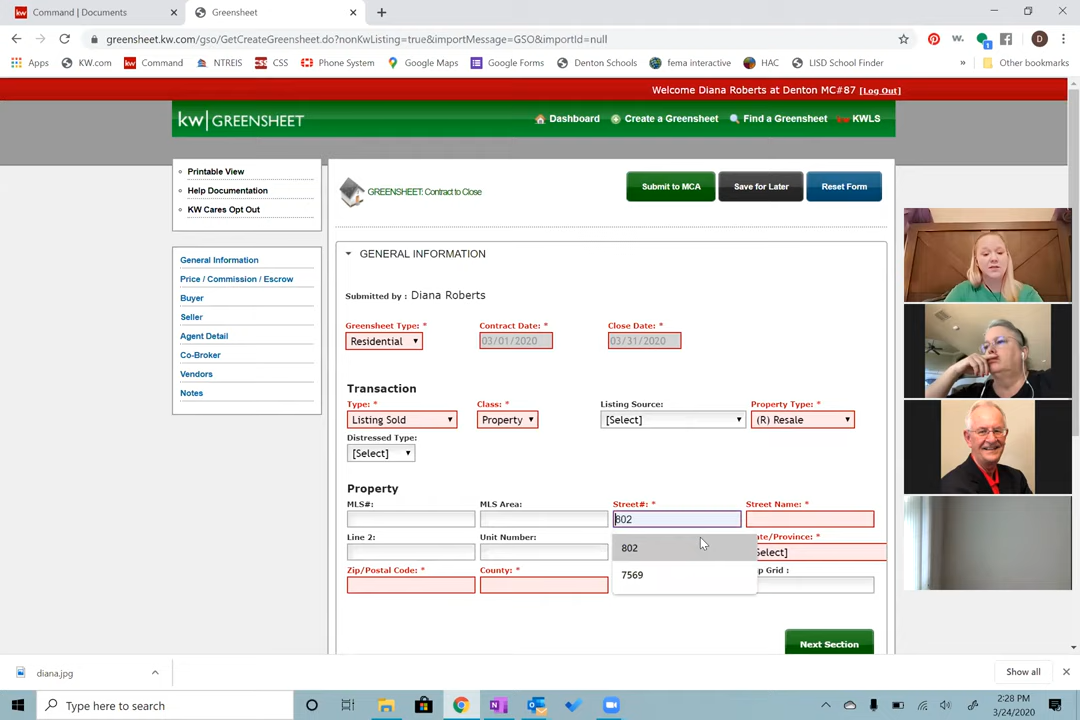 Command | Documents
Greensheet
greensheet.kw.com/gso/GetCreateGreensheet.do?nonKwListing=true&importMessage=GSO&importId=null
W.
1
D
Apps
KW.com
kw Command
NTREIS
CSS
Phone System
Google Maps
Google Forms
Denton Schools
fema interactive
HAC
LISD School Finder
»
Other bookmarks
Welcome Diana Roberts at Denton MC#87 [Log Out]
kw GREENSHEET
Dashboard
Create a Greensheet
Find a Greensheet
kw KWLS
Printable View
Help Documentation
KW Cares Opt Out
GREENSHEET: Contract to Close
Submit to MCA
Save for Later
Reset Form
General Information
Price / Commission / Escrow
Buyer
Seller
Agent Detail
Co-Broker
Vendors
Notes
GENERAL INFORMATION
Submitted by : Diana Roberts
Greensheet Type: * Contract Date: * Close Date: *
Residential 03/01/2020 03/31/2020
Transaction
Type: * Class: * Listing Source: Property Type: *
Listing Sold Property [Select] (R) Resale
Distressed Type:
[Select]
Property
MLS#: MLS Area: Street#: * Street Name: *
802
Line 2: Unit Number: ate/Province: *
802 Select]
Zip/Postal Code: * County: * p Grid :
7569
Next Section
diana.jpg
Show all
Type here to search
2:28 PM
3/24/2020